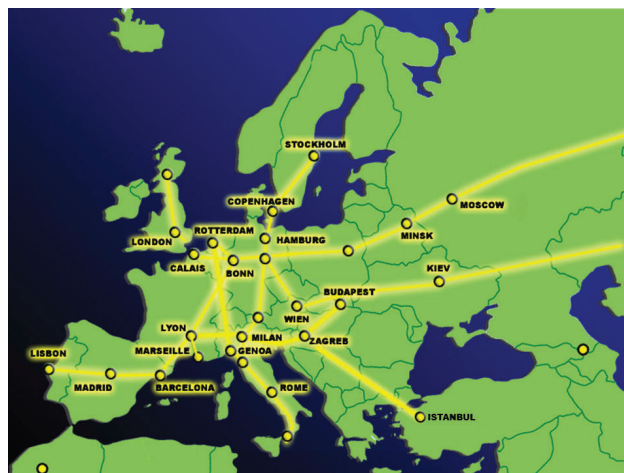 STOCKHOLM
COPENHAGEN
MOSCOW
ROTTERDAM
LONDON
HAMBURG
MINSK
CALAIS
BONN
KIEV
BUDAPEST
WIEN
LYON
MILAN
ZAGREB
MARSEILLE
GENOA
LISBON
MADRID
BARCELONA
ROME
ISTANBUL